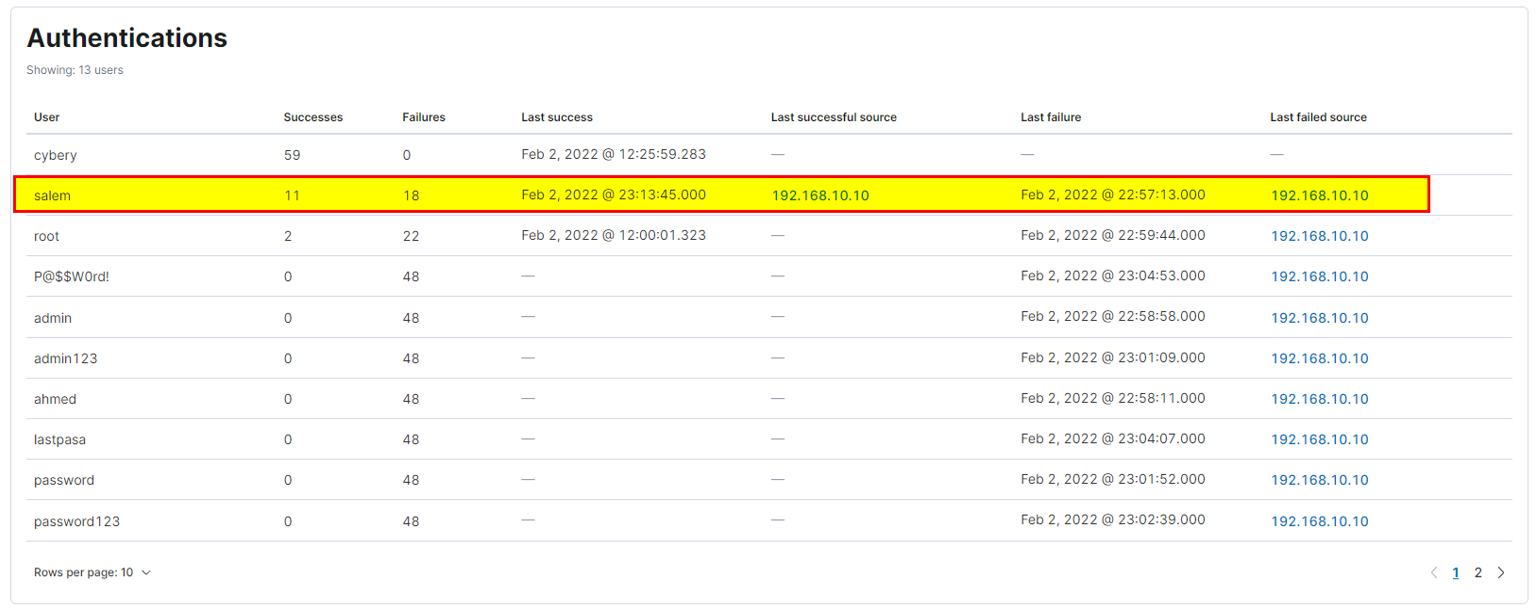 Authentications
Showing: 13 users
User Successes Failures Last success Last successful source Last failure Last failed source
cybery 59 0 Feb 2, 2022 @ 12:25:59.283 — — —
salem 11 18 Feb 2, 2022 @ 23:13:45.000 192.168.10.10 Feb 2, 2022 @ 22:57:13.000 192.168.10.10
root 2 22 Feb 2, 2022 @ 12:00:01.323 — Feb 2, 2022 @ 22:59:44.000 192.168.10.10
P@$$W0rd! 0 48 — — Feb 2, 2022 @ 23:04:53.000 192.168.10.10
admin 0 48 — — Feb 2, 2022 @ 22:58:58.000 192.168.10.10
admin123 0 48 — — Feb 2, 2022 @ 23:01:09.000 192.168.10.10
ahmed 0 48 — — Feb 2, 2022 @ 22:58:11.000 192.168.10.10
lastpasa 0 48 — — Feb 2, 2022 @ 23:04:07.000 192.168.10.10
password 0 48 — — Feb 2, 2022 @ 23:01:52.000 192.168.10.10
password123 0 48 — — Feb 2, 2022 @ 23:02:39.000 192.168.10.10
Rows per page: 10 1 2